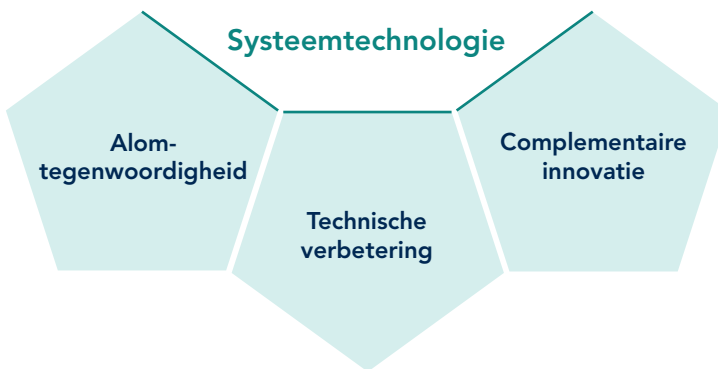 Systeemtechnologie
Alom-
tegenwoordigheid
Technische
verbetering
Complementaire
innovatie